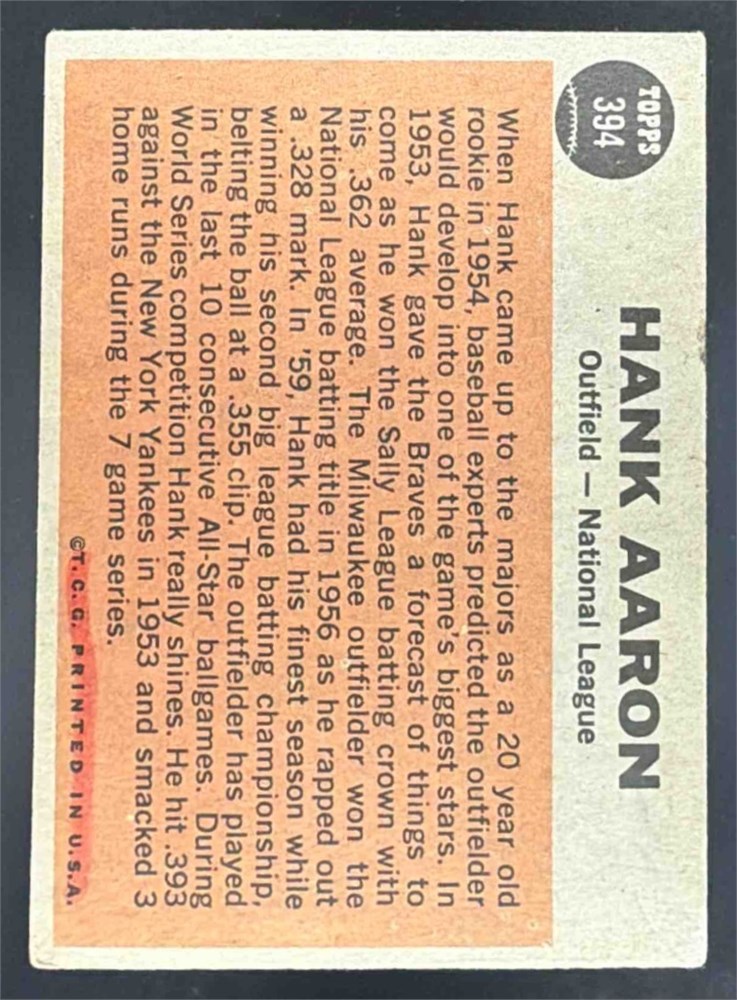 TOPPS
394
HANK AARON
Outfield — National League
When Hank came up to the majors as a 20 year old
rookie in 1954, baseball experts predicted the outfielder
would develop into one of the game's biggest stars. In
1953, Hank gave the Braves a forecast of things to
come as he won the Sally League batting crown with
his .362 average. The Milwaukee outfielder won the
National League batting title in 1956 as he rapped out
a .328 mark. In '59, Hank had his finest season while
winning his second big league batting championship,
belting the ball at a .355 clip. The outfielder has played
in the last 10 consecutive All-Star ballgames. During
World Series competition Hank really shines. He hit .393
against the New York Yankees in 1953 and smacked 3
home runs during the 7 game series.
©T.C.G. PRINTED IN U.S.A.